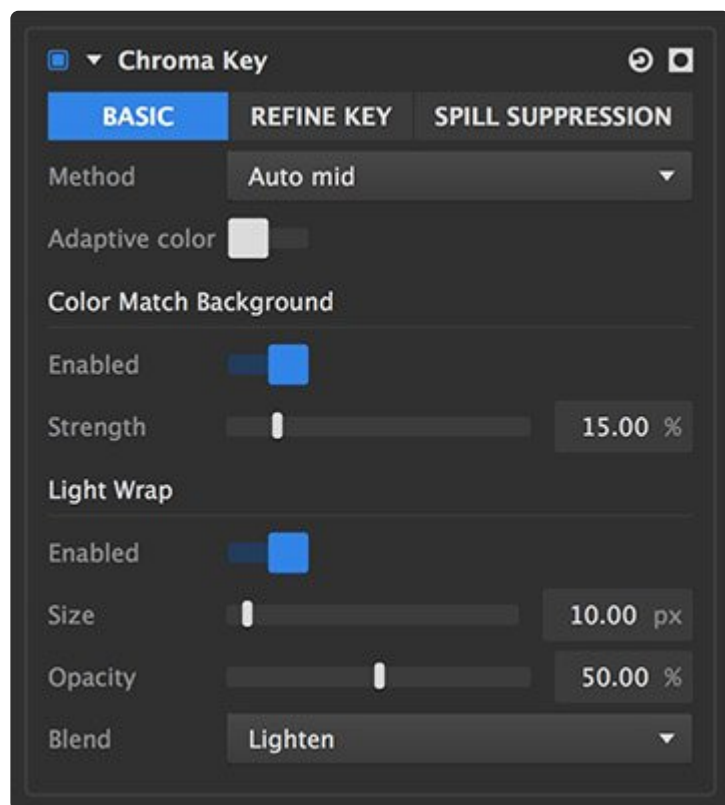 Chroma Key
BASIC REFINE KEY SPILL SUPPRESSION
Method Auto mid
Adaptive color
Color Match Background
Enabled
Strength 15.00 %
Light Wrap
Enabled
Size 10.00 px
Opacity 50.00 %
Blend Lighten